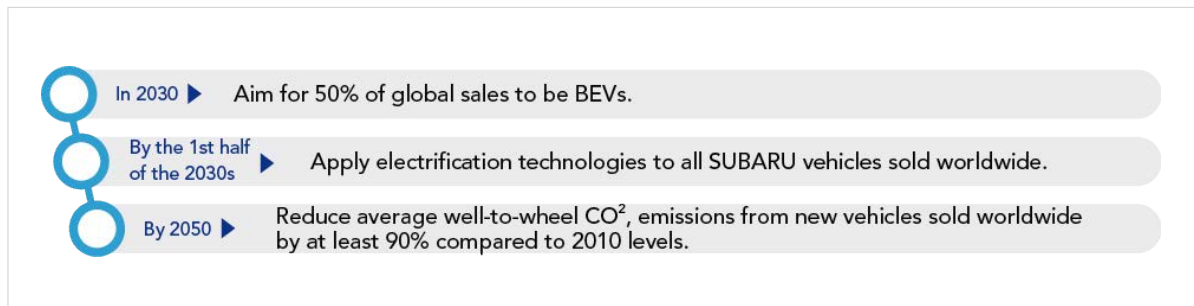 In 2030 ▶ Aim for 50% of global sales to be BEVs.
By the 1st half
of the 2030s ▶ Apply electrification technologies to all SUBARU vehicles sold worldwide.
By 2050 ▶ Reduce average well-to-wheel CO², emissions from new vehicles sold worldwide
by at least 90% compared to 2010 levels.